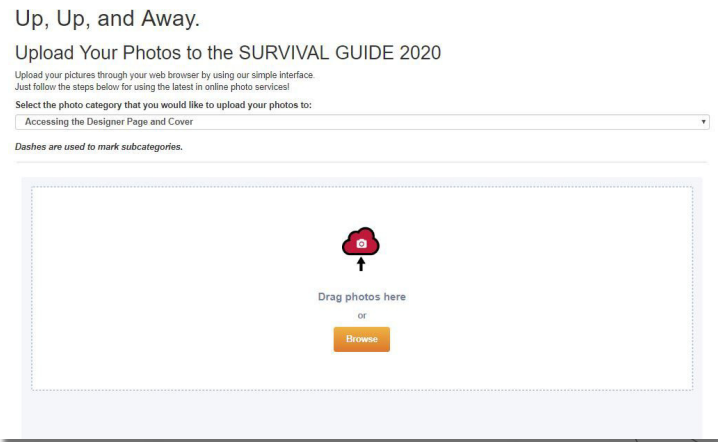 Up, Up, and Away.
Upload Your Photos to the SURVIVAL GUIDE 2020
Upload your pictures through your web browser by using our simple interface.
Just follow the steps below for using the latest in online photo services!
Select the photo category that you would like to upload your photos to:
Accessing the Designer Page and Cover
Dashes are used to mark subcategories.
Drag photos here
or
Browse